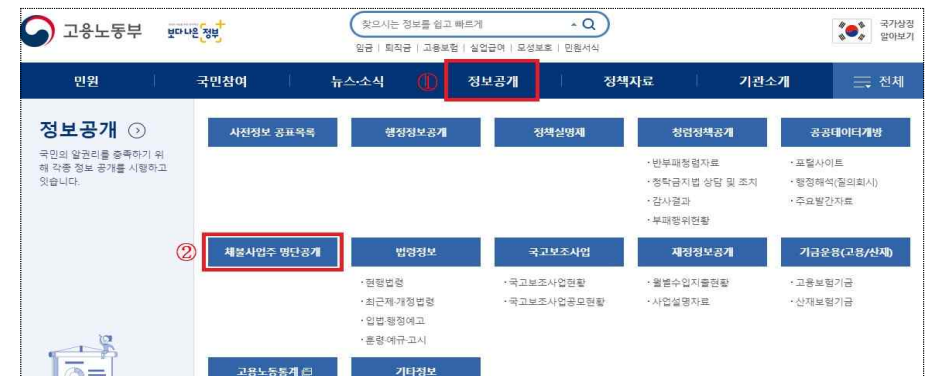 고용노동부
보다나은 정부
찾으시는 정보를 쉽고 빠르게
임금 | 퇴직금 | 고용보험 | 실업급여 | 모성보호 | 민원서식
국가상징
알아보기
민원
국민참여
뉴스·소식
①
정보공개
정책자료
기관소개
전체
정보공개
국민의 알권리를 충족하기 위
해 각종 정보 공개를 시행하고
있습니다.
사전정보 공표목록
행정정보공개
정책실명제
청렴정책공개
공공데이터개방
·반부패청렴자료
·청탁금지법 상담 및 조치
·감사결과
·부패행위현황
·포털사이트
·행정해석(질의회시)
·주요발간자료
②
체불사업주 명단공개
법령정보
국고보조사업
재정정보공개
기금운용(고용/산재)
·현행법령
·최근제·개정법령
·입법·행정예고
·훈령·예규·고시
·국고보조사업현황
·국고보조사업공모현황
·월별수입지출현황
·사업설명자료
·고용보험기금
·산재보험기금
고용노동통계
기타정보